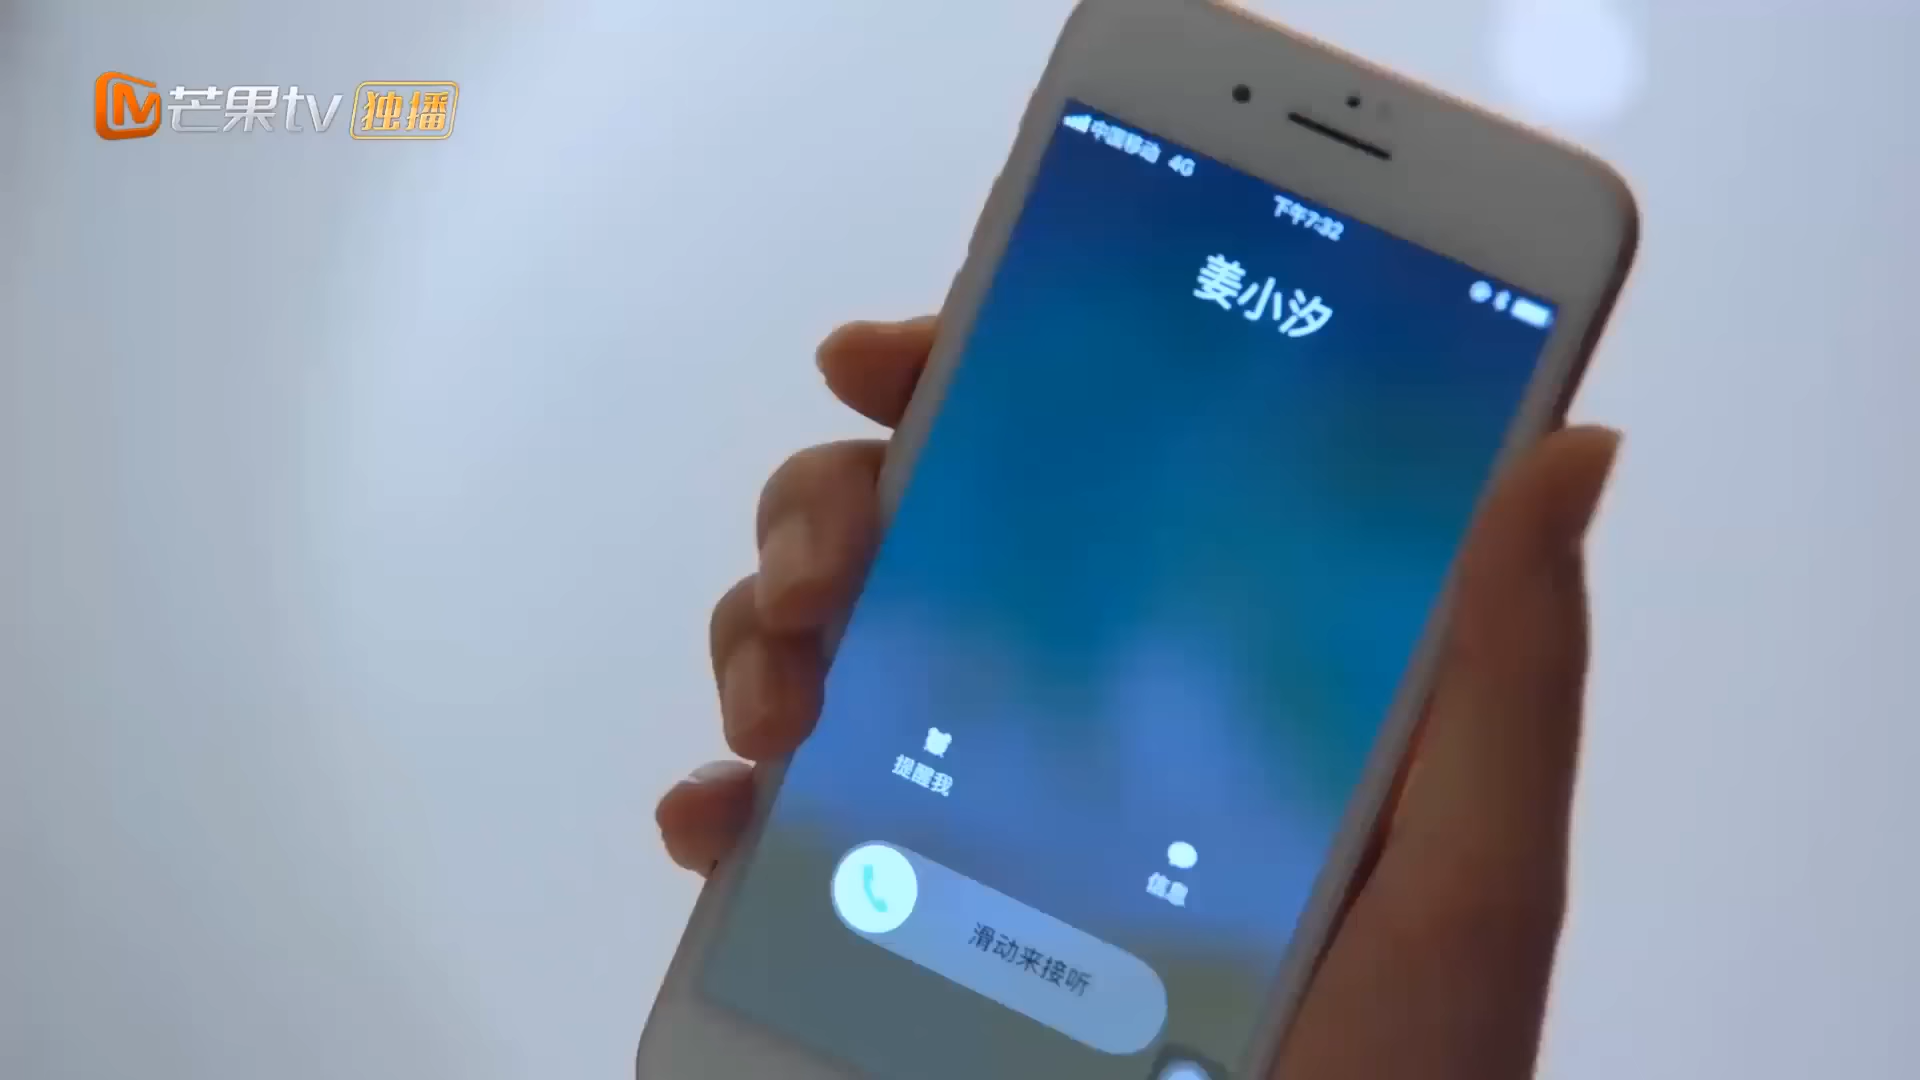 芒果tv 独播
中国移动 4G
下午7:32
姜小汐
提醒我
信息
滑动来接听